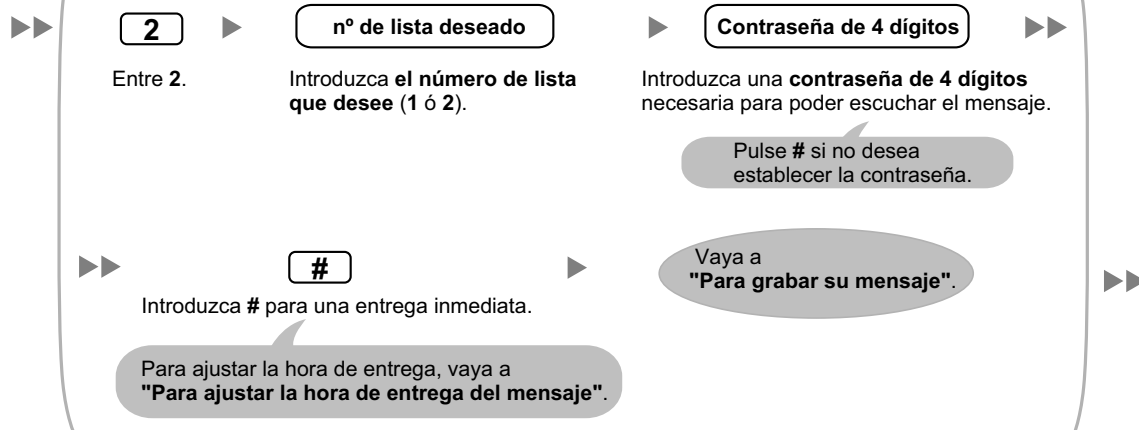 2
nº de lista deseado
Contraseña de 4 dígitos
Entre 2.
Introduzca el número de lista
que desee (1 ó 2).
Introduzca una contraseña de 4 dígitos
necesaria para poder escuchar el mensaje.
Pulse # si no desea
establecer la contraseña.
#
Introduzca # para una entrega inmediata.
Vaya a
"Para grabar su mensaje".
Para ajustar la hora de entrega, vaya a
"Para ajustar la hora de entrega del mensaje".